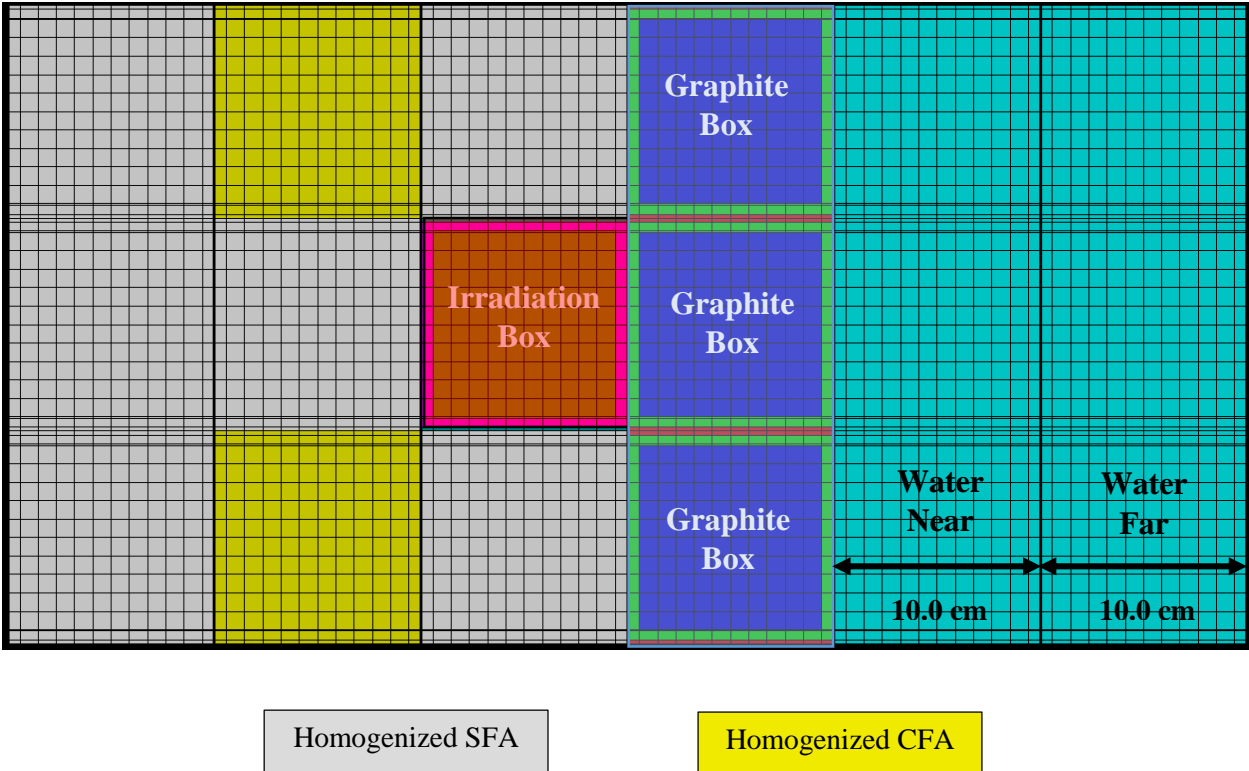 Graphite
Box
Irradiation
Box
Graphite
Box
Graphite
Box
Water
Near
Water
Far
10.0 cm
10.0 cm
Homogenized SFA
Homogenized CFA